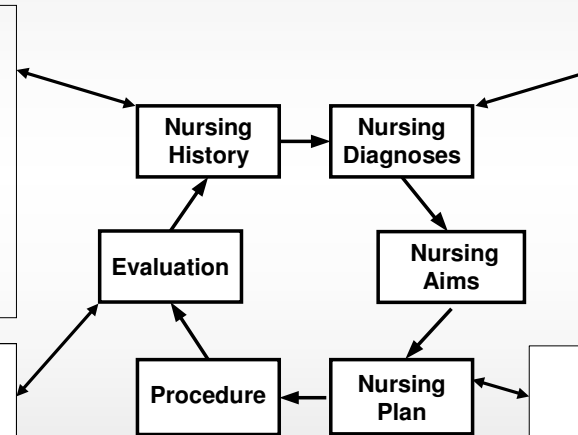 Nursing
History
Nursing
Diagnoses
Evaluation
Nursing
Aims
Procedure
Nursing
Plan